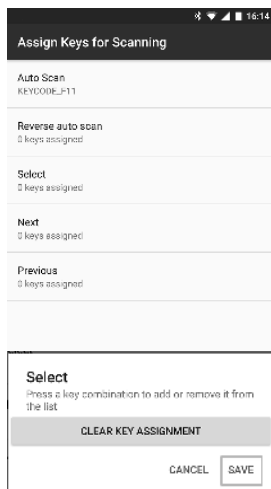 16:14
Assign Keys for Scanning
Auto Scan
KEYCODE_F11
Reverse auto scan
0 keys assigned
Select
0 keys assigned
Next
0 keys assigned
Previous
0 keys assigned
Select
Press a key combination to add or remove it from
the list
CLEAR KEY ASSIGNMENT
CANCEL SAVE